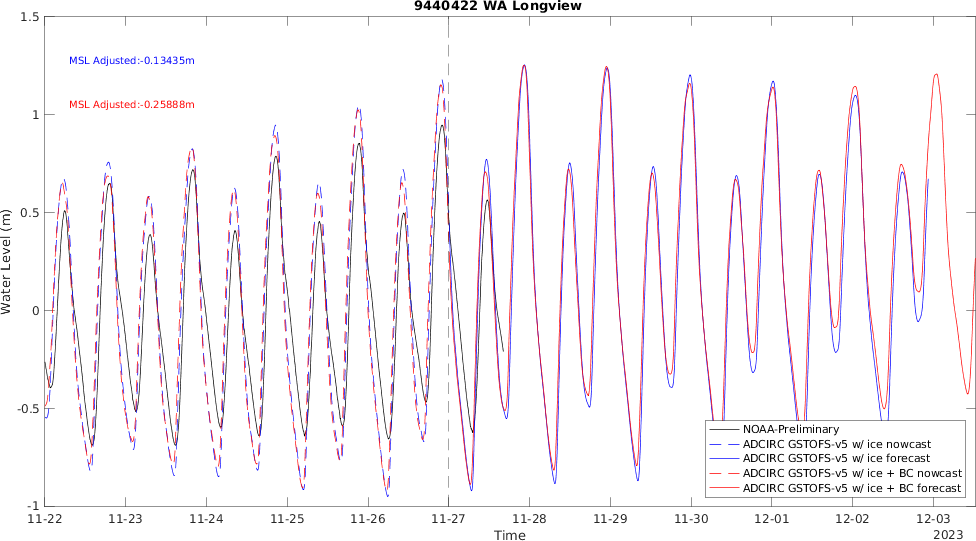 9440422 WA Longview
1.5
1
0.5
0
-0.5
-1
Water Level (m)
MSL Adjusted:-0.13435m
MSL Adjusted:-0.25888m
NOAA-Preliminary
ADCIRC GSTOFS-v5 w/ ice nowcast
ADCIRC GSTOFS-v5 w/ ice forecast
ADCIRC GSTOFS-v5 w/ ice + BC nowcast
ADCIRC GSTOFS-v5 w/ ice + BC forecast
11-22 11-23 11-24 11-25 11-26 11-27 11-28 11-29 11-30 12-01 12-02 12-03
Time
2023